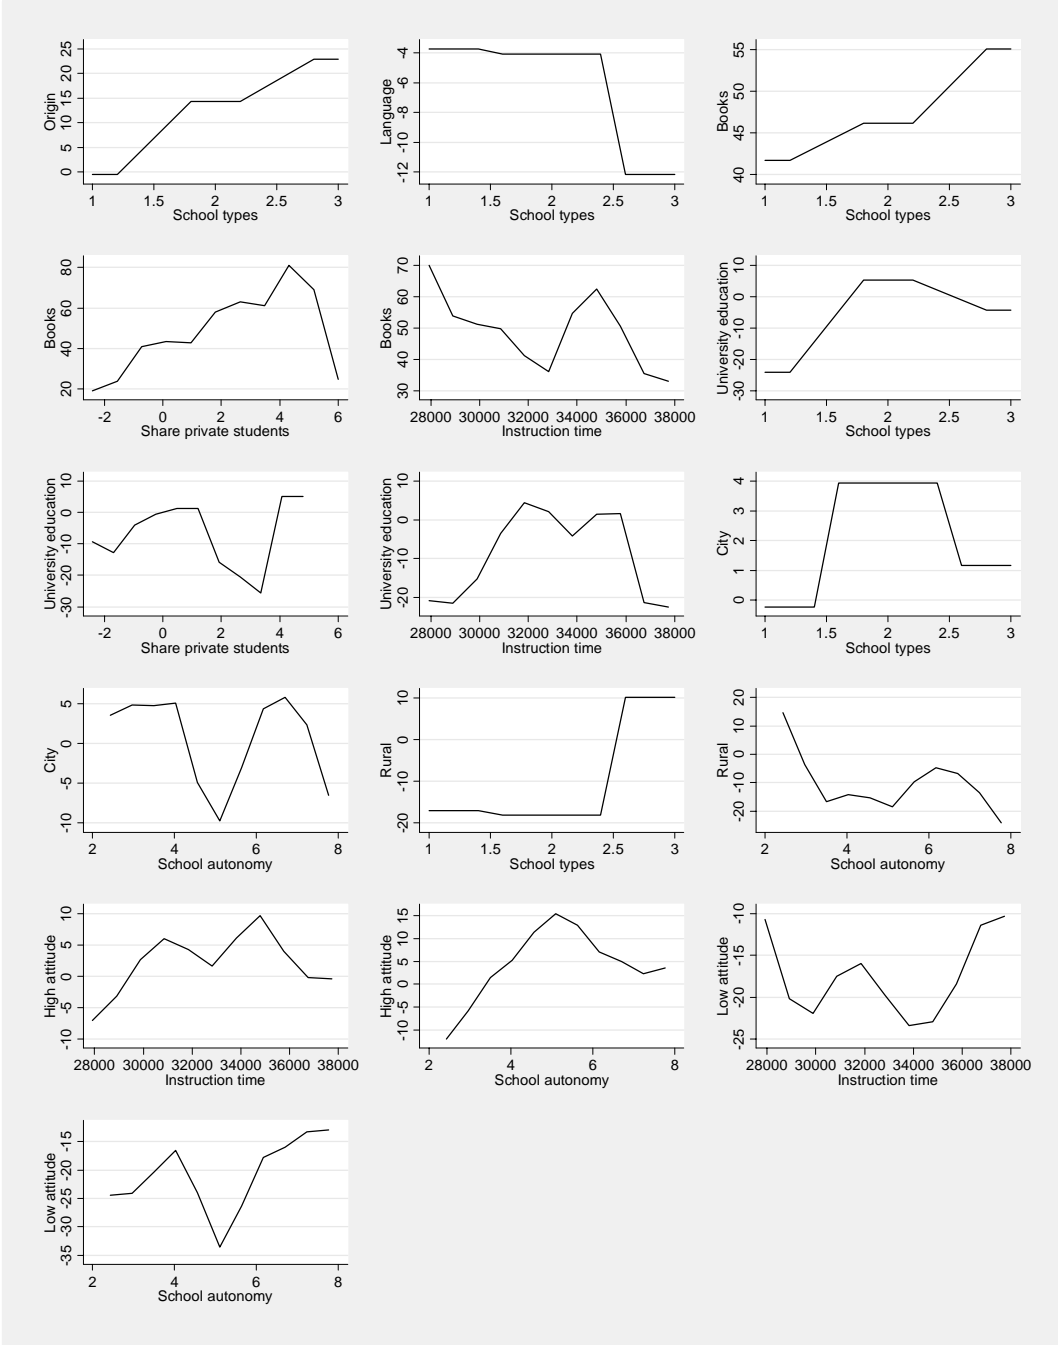 Origin
25
20
15
10
5
0
1 1.5 2 2.5 3
School types
Language
-4
-6
-8
-10
-12
1 1.5 2 2.5 3
School types
Books
55
50
45
40
1 1.5 2 2.5 3
School types
Books
80
60
40
20
-2 0 2 4 6
Share private students
Books
70
60
50
40
30
28000 30000 32000 34000 36000 38000
Instruction time
University education
10
0
-10
-20
-30
1 1.5 2 2.5 3
School types
University education
10
0
-10
-20
-30
-2 0 2 4 6
Share private students
University education
10
0
-10
-20
28000 30000 32000 34000 36000 38000
Instruction time
City
4
3
2
1
0
1 1.5 2 2.5 3
School types
City
5
0
-5
-10
2 4 6 8
School autonomy
Rural
10
0
-10
-20
1 1.5 2 2.5 3
School types
Rural
20
10
0
-10
-20
2 4 6 8
School autonomy
High attitude
10
5
0
-5
-10
28000 30000 32000 34000 36000 38000
Instruction time
High attitude
15
10
5
0
-5
-10
2 4 6 8
School autonomy
Low attitude
-10
-15
-20
-25
28000 30000 32000 34000 36000 38000
Instruction time
Low attitude
-15
-20
-25
-30
-35
2 4 6 8
School autonomy